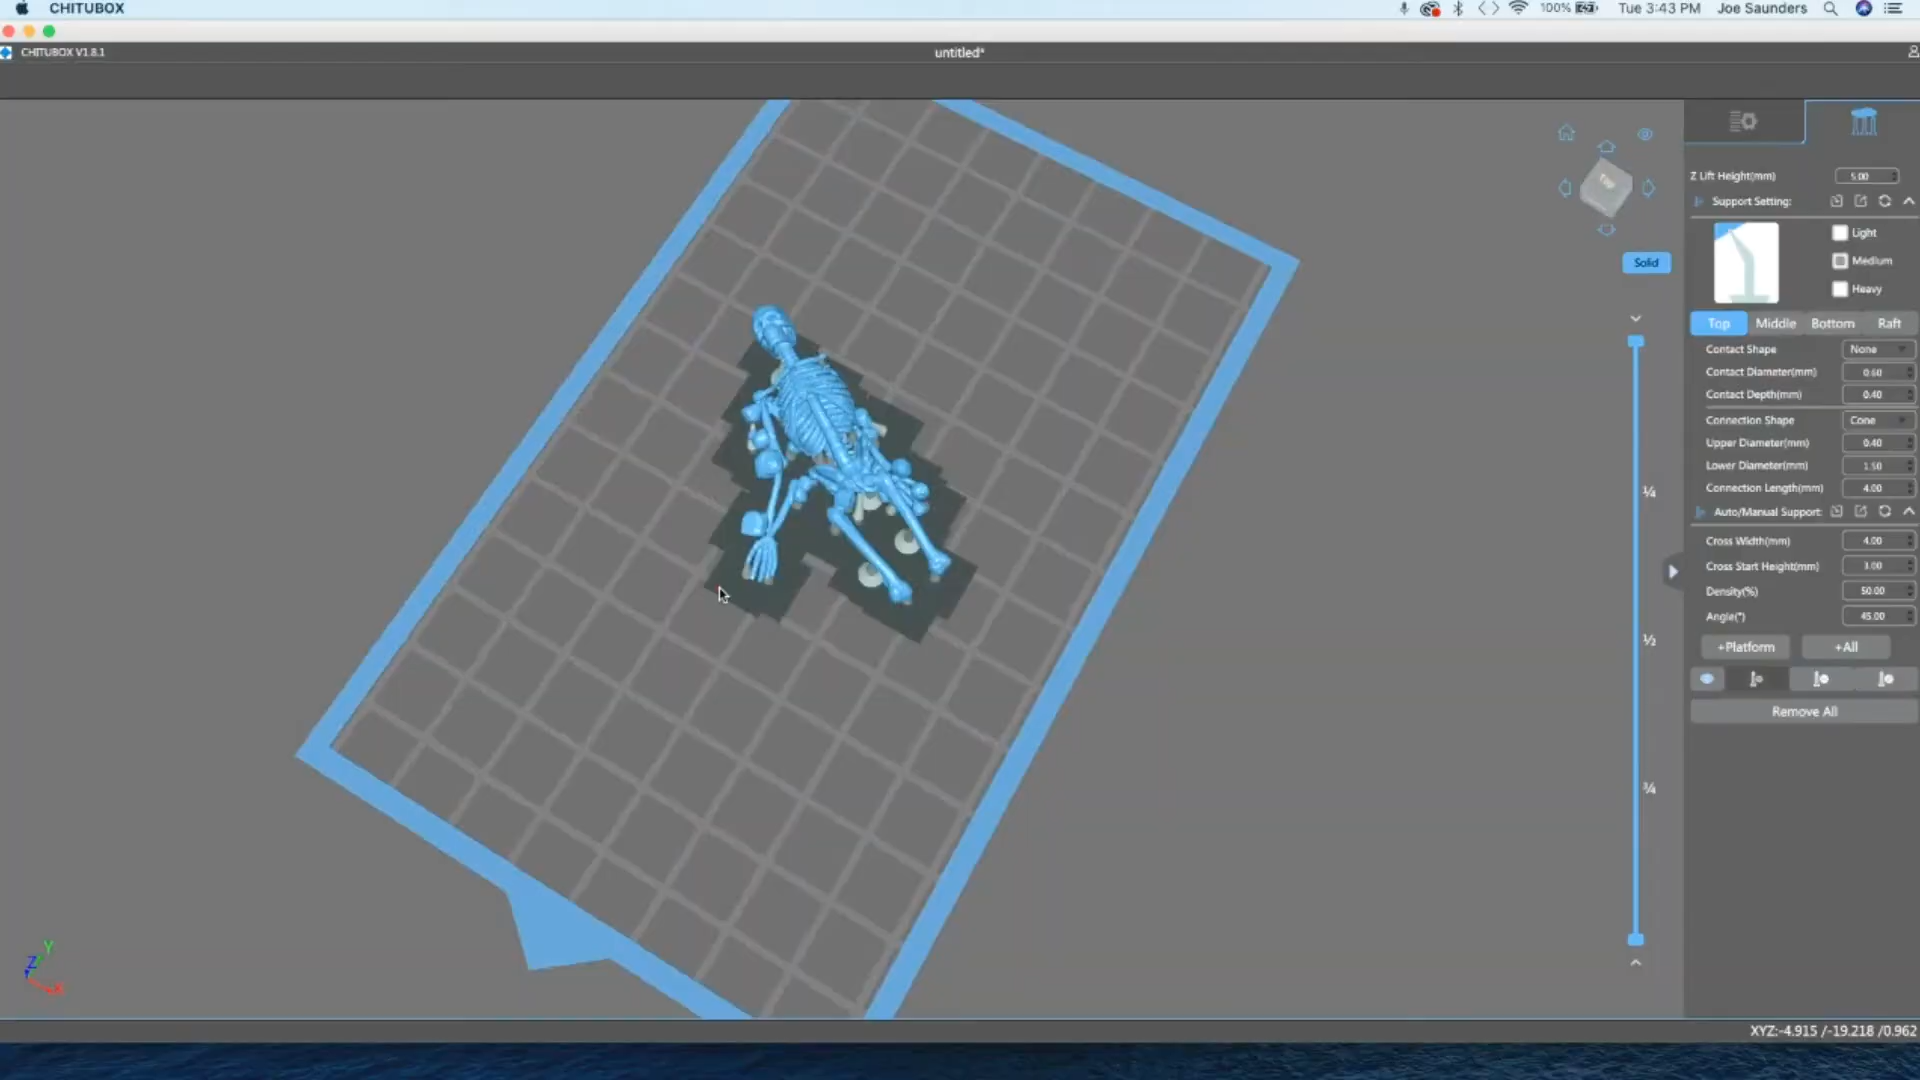 CHITUBOX
100%
Tue 3:43 PM
Joe Saunders
CHITUBOX V1.8.1
untitled*
Top
Solid
¼
½
¾
Z Lift Height(mm) 5.00
Support Setting:
Light
Medium
Heavy
Top Middle Bottom Raft
Contact Shape None
Contact Diameter(mm) 0.60
Contact Depth(mm) 0.40
Connection Shape Cone
Upper Diameter(mm) 0.40
Lower Diameter(mm) 1.50
Connection Length(mm) 4.00
Auto/Manual Support:
Cross Width(mm) 4.00
Cross Start Height(mm) 3.00
Density(%) 50.00
Angle(°) 45.00
+Platform +All
Remove All
Y
Z
X
XYZ:-4.915 /-19.218 /0.962